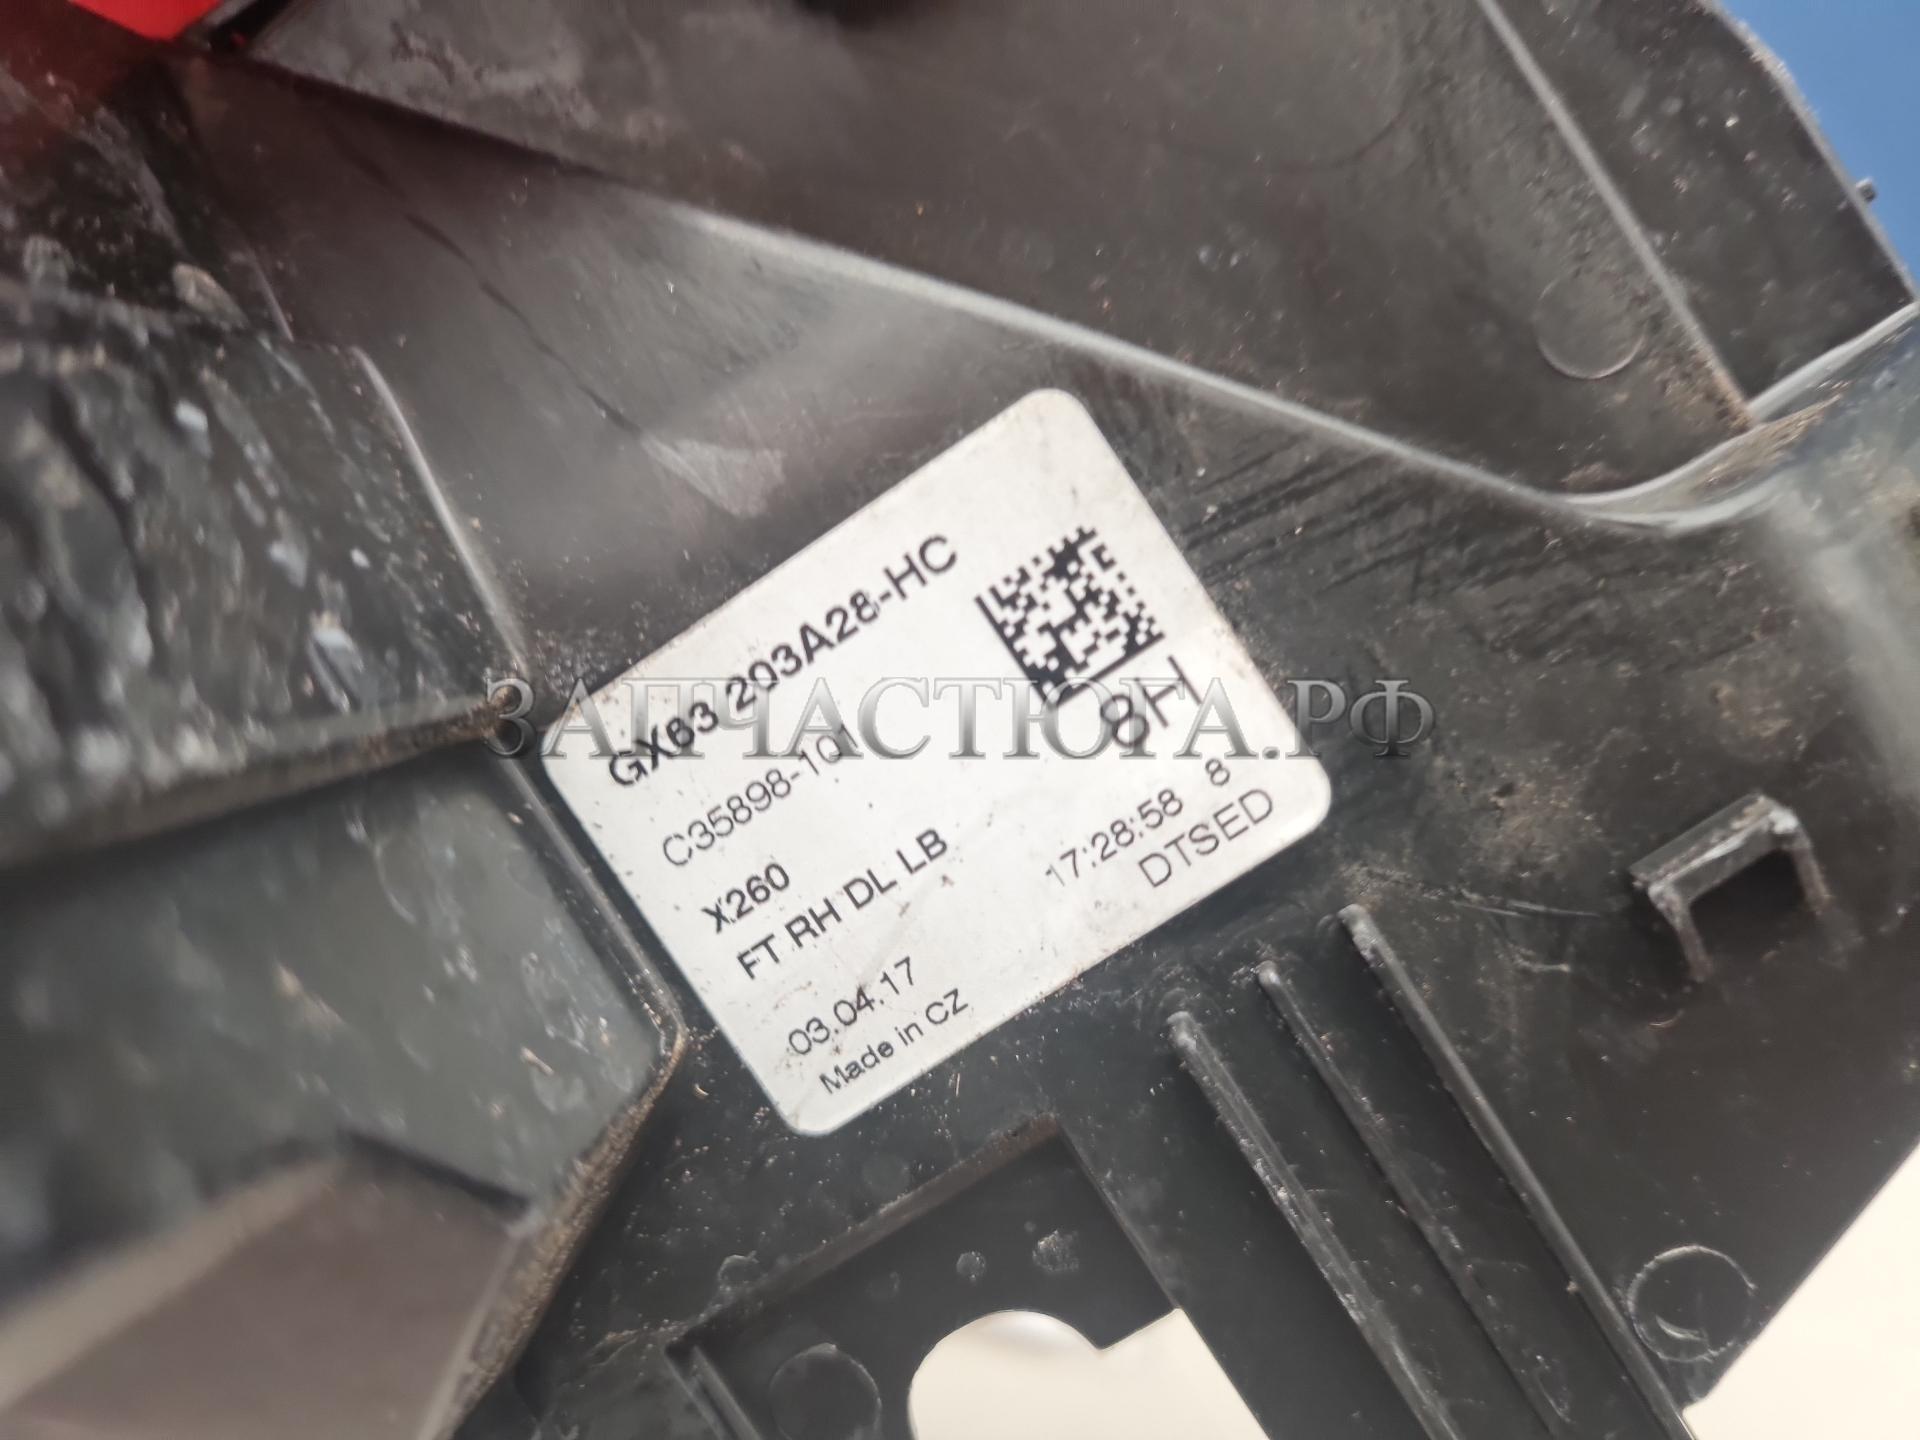 GX63 203A28-HC
C35898-101
8H
X260
FT RH DL LB
17:28:58 8
DTSED
03.04.17
Made in CZ
ЗАПЧАСТЮГА.РФ